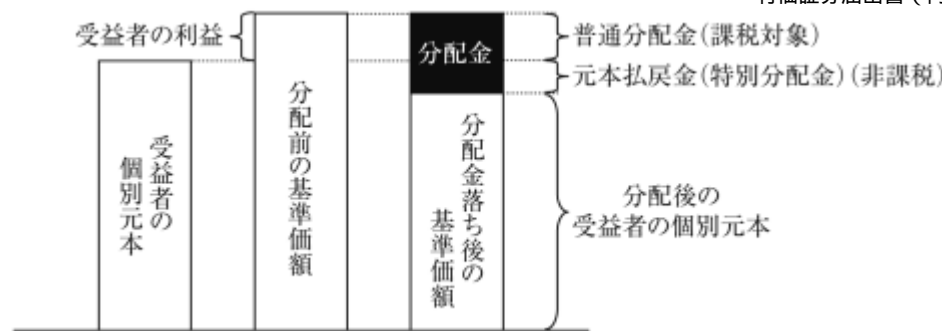 受益者の利益
分配金
普通分配金(課税対象)
元本払戻金(特別分配金)(非課税)
受益者の
個別元本
分配前の基準価額
分配金落ち後の
基準価額
分配後の
受益者の個別元本